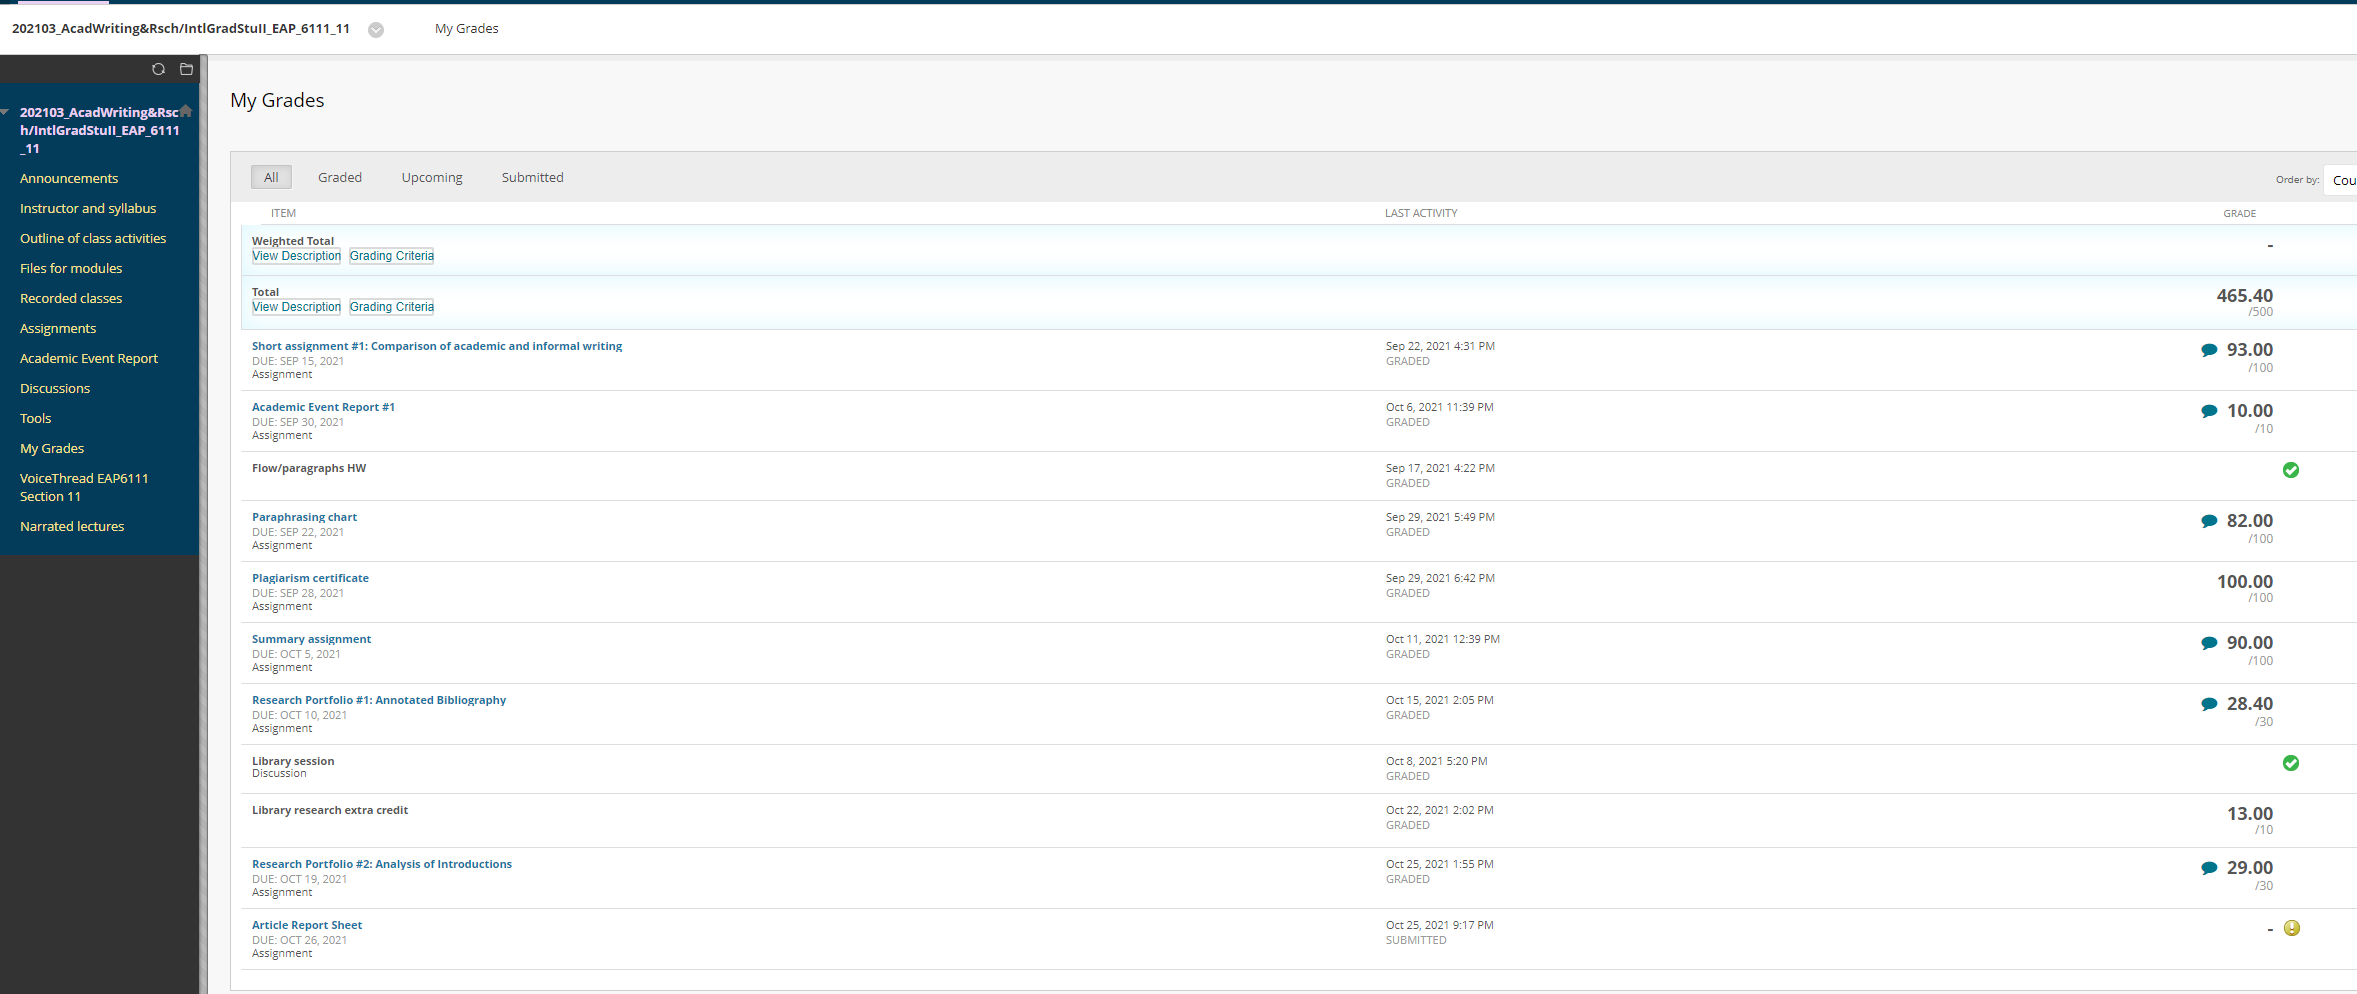 202103_AcadWriting&Rsch/IntlGradStuII_EAP_6111_11
My Grades
202103_AcadWriting&Rsc
h/IntlGradStuII_EAP_6111
_11
Announcements
Instructor and syllabus
Outline of class activities
Files for modules
Recorded classes
Assignments
Academic Event Report
Discussions
Tools
My Grades
VoiceThread EAP6111
Section 11
Narrated lectures
My Grades
All Graded Upcoming Submitted
Order by: Cou
ITEM LAST ACTIVITY GRADE
Weighted Total -
View Description Grading Criteria
Total 465.40
View Description Grading Criteria /500
Short assignment #1: Comparison of academic and informal writing Sep 22, 2021 4:31 PM 93.00
DUE: SEP 15, 2021 GRADED /100
Assignment
Academic Event Report #1 Oct 6, 2021 11:39 PM 10.00
DUE: SEP 30, 2021 GRADED /10
Assignment
Flow/paragraphs HW Sep 17, 2021 4:22 PM
GRADED
Paraphrasing chart Sep 29, 2021 5:49 PM 82.00
DUE: SEP 22, 2021 GRADED /100
Assignment
Plagiarism certificate Sep 29, 2021 6:42 PM 100.00
DUE: SEP 28, 2021 GRADED /100
Assignment
Summary assignment Oct 11, 2021 12:39 PM 90.00
DUE: OCT 5, 2021 GRADED /100
Assignment
Research Portfolio #1: Annotated Bibliography Oct 15, 2021 2:05 PM 28.40
DUE: OCT 10, 2021 GRADED /30
Assignment
Library session Oct 8, 2021 5:20 PM
Discussion GRADED
Library research extra credit Oct 22, 2021 2:02 PM 13.00
GRADED /10
Research Portfolio #2: Analysis of Introductions Oct 25, 2021 1:55 PM 29.00
DUE: OCT 19, 2021 GRADED /30
Assignment
Article Report Sheet Oct 25, 2021 9:17 PM -
DUE: OCT 26, 2021 SUBMITTED
Assignment